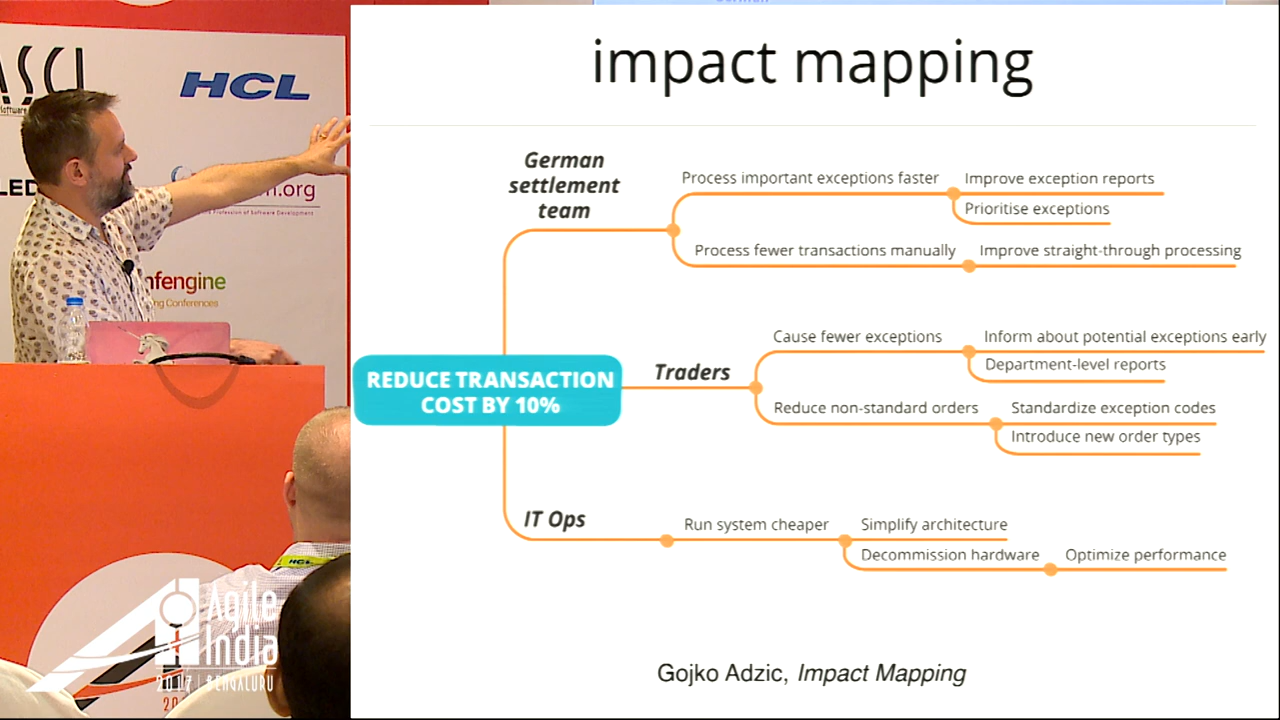 impact mapping
German
settlement
team
Process important exceptions faster
Improve exception reports
Prioritise exceptions
Process fewer transactions manually
Improve straight-through processing
REDUCE TRANSACTION
COST BY 10%
Traders
Cause fewer exceptions
Inform about potential exceptions early
Department-level reports
Reduce non-standard orders
Standardize exception codes
Introduce new order types
IT Ops
Run system cheaper
Simplify architecture
Decommission hardware
Optimize performance
Gojko Adzic, Impact Mapping
HCL
HCL
Agile
India
2017 | BENGALURU